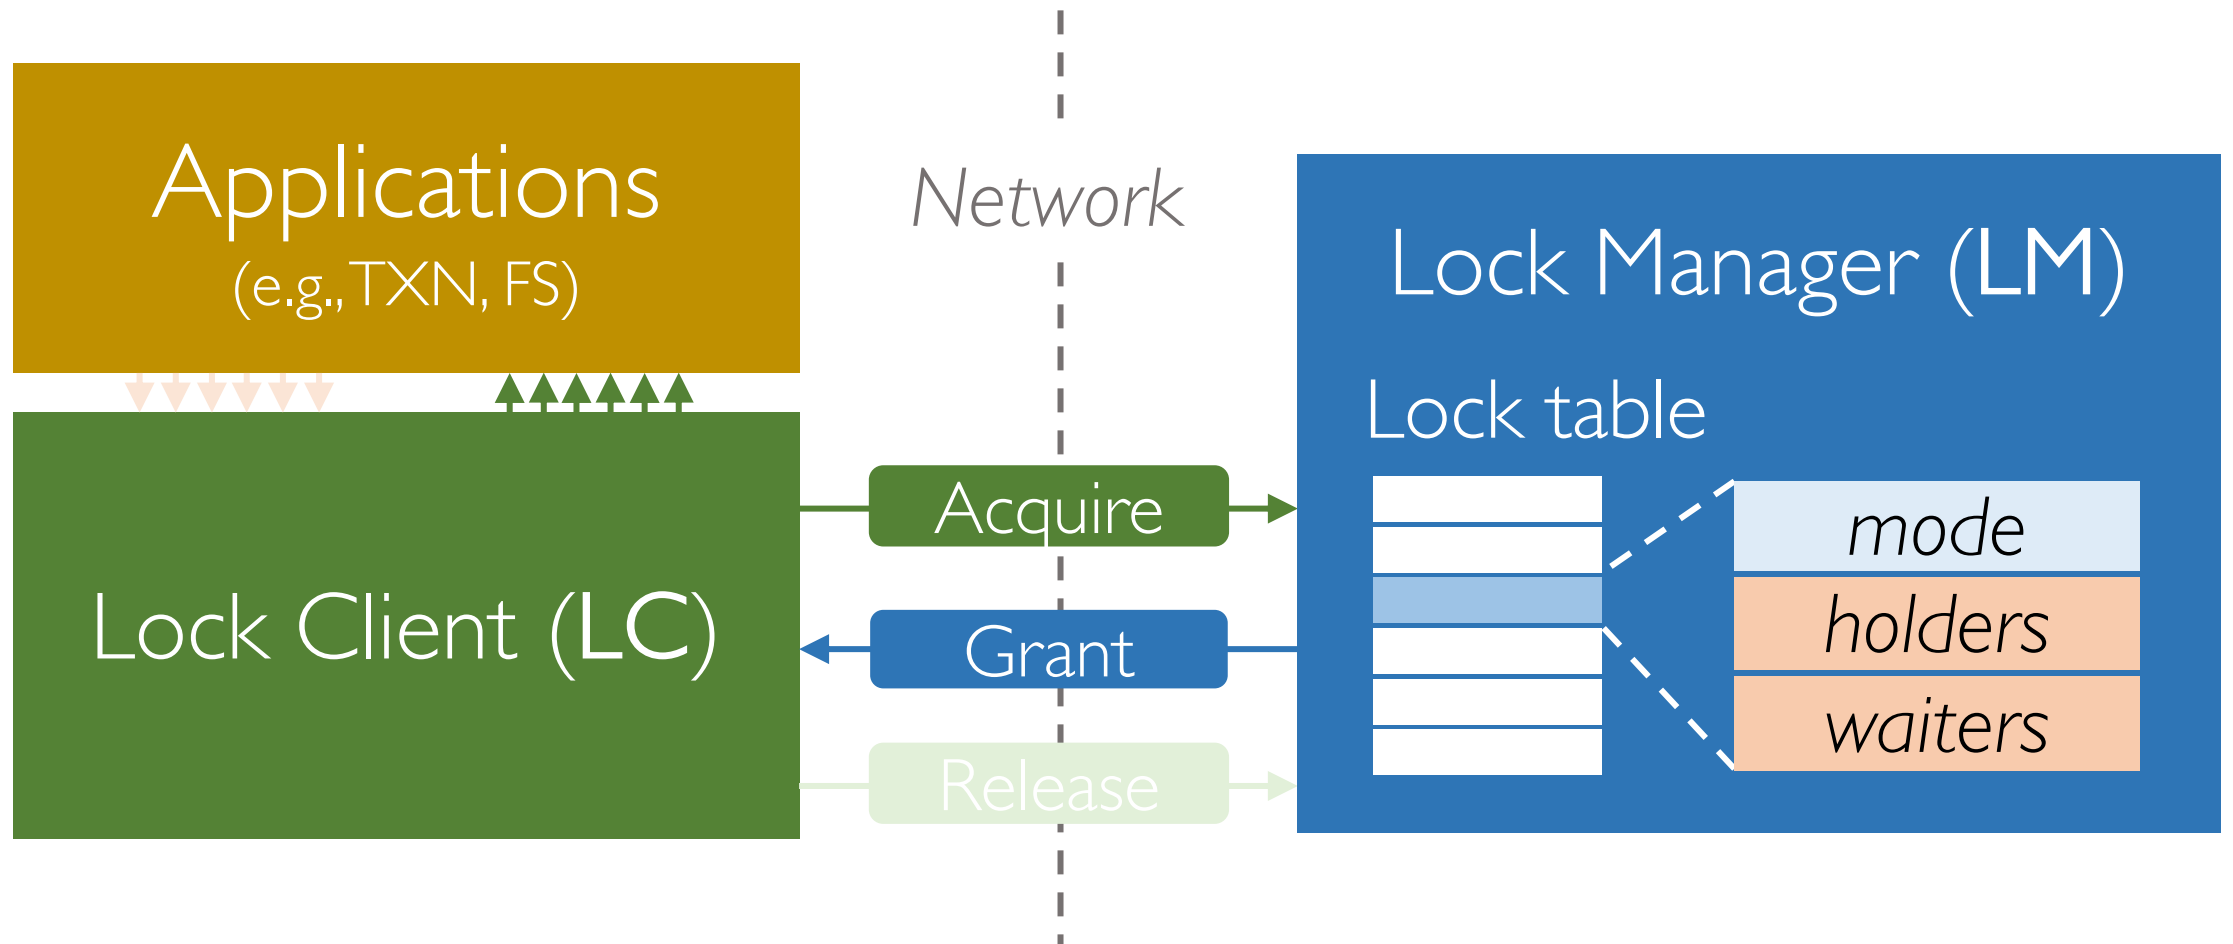 Applications
(e.g., TXN, FS)
Lock Client (LC)
Network
Acquire
Grant
Release
Lock Manager (LM)
Lock table
mode
holders
waiters